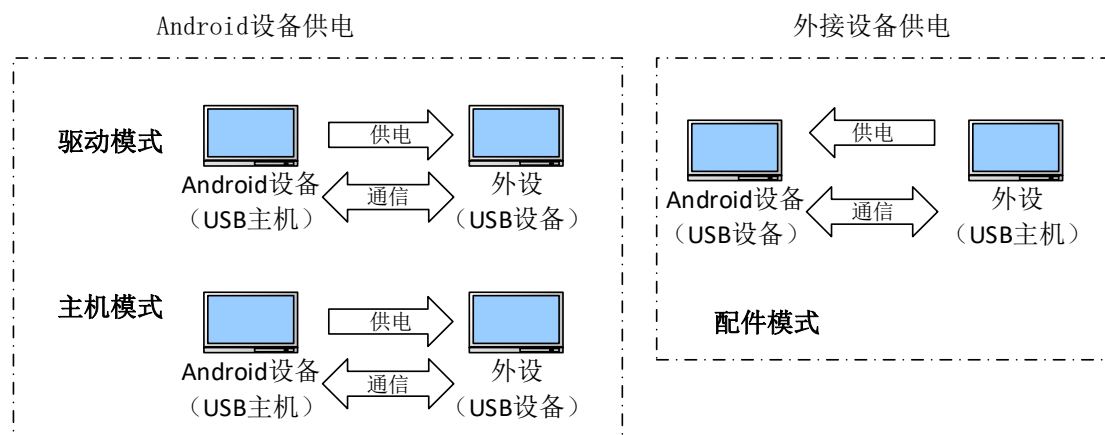 Android设备供电
驱动模式
供电
Android设备
（USB主机）
通信
外设
（USB设备）
主机模式
供电
Android设备
（USB主机）
通信
外设
（USB设备）
外接设备供电
供电
Android设备
（USB设备）
通信
外设
（USB主机）
配件模式